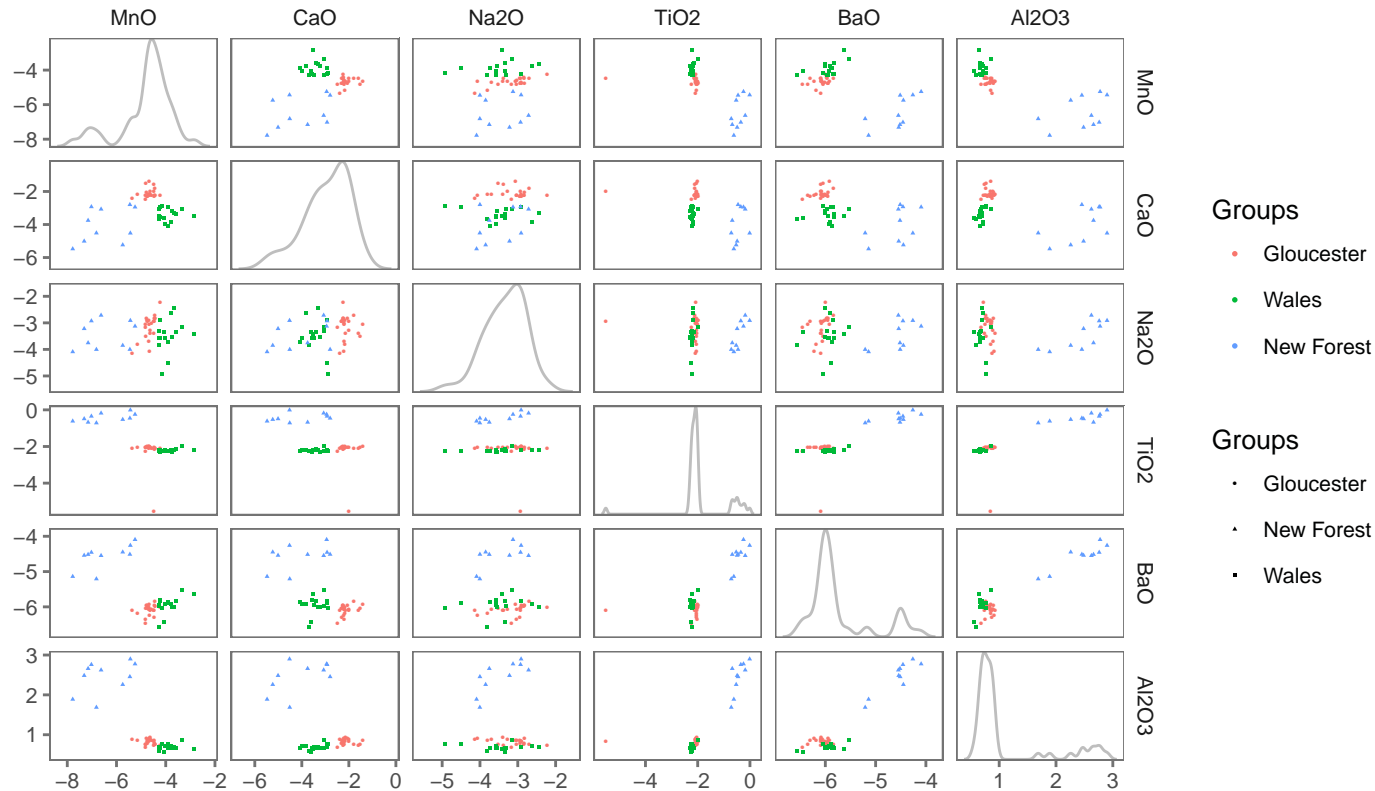 MnO CaO Na2O TiO2 BaO Al2O3
−4
−6
−8
MnO
−2
−4
−6
CaO
−2
−3
−4
−5
Na2O
0
−2
−4
TiO2
−4
−5
−6
BaO
3
2
1
Al2O3
−8 −6 −4 −2 −6 −4 −2 0 −5 −4 −3 −2 −4 −2 0 −6 −5 −4 1 2 3
Groups
Gloucester
Wales
New Forest
Groups
Gloucester
New Forest
Wales